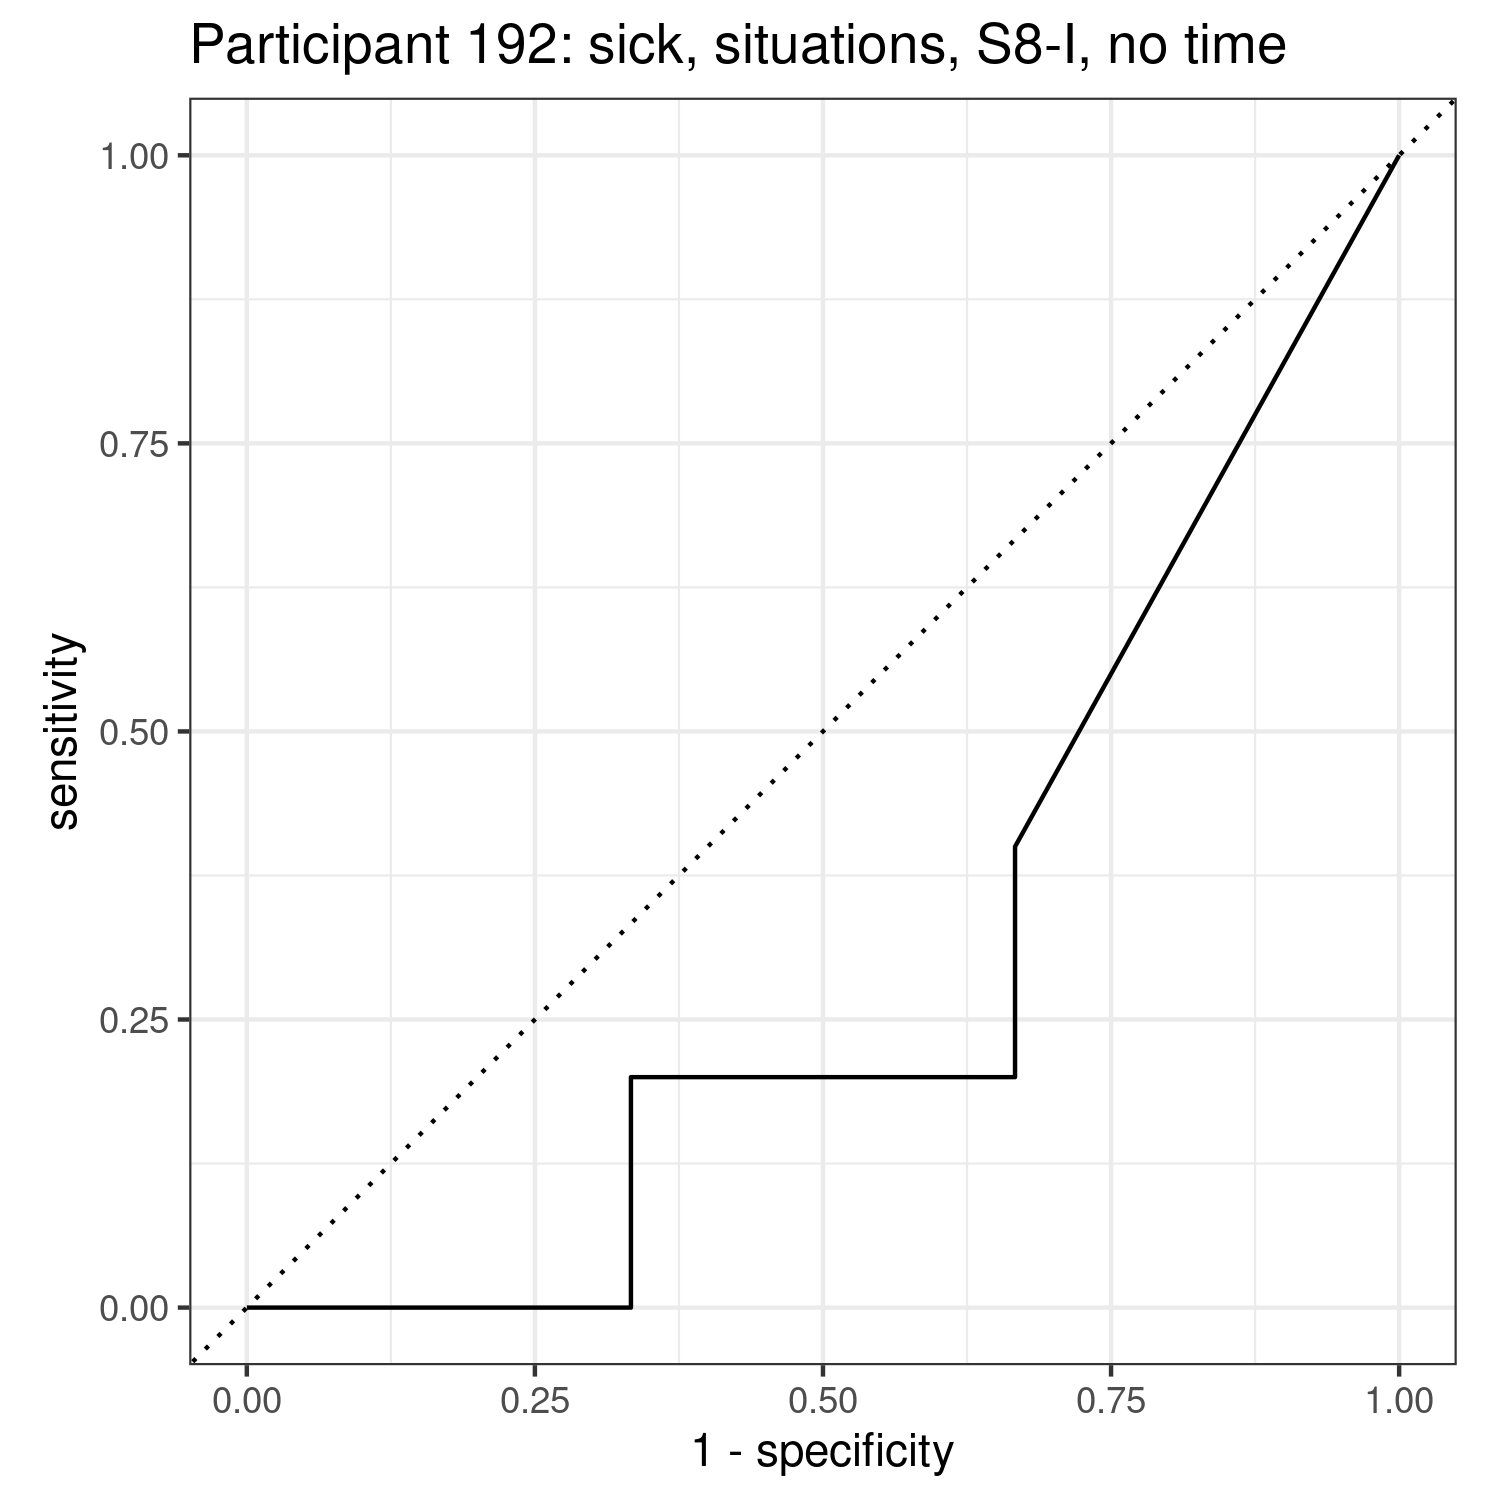 Participant 192: sick, situations, S8-I, no time
1.00
0.75
0.50
0.25
0.00
sensitivity
0.00 0.25 0.50 0.75 1.00
1 - specificity